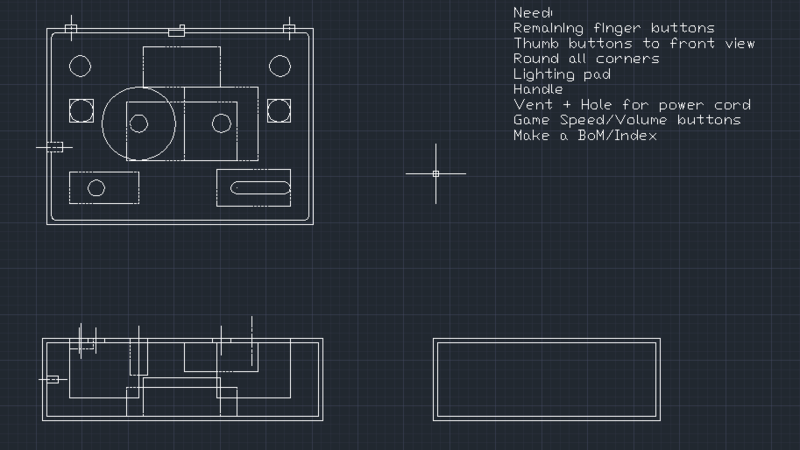 Need:
Remaining finger buttons
Thumb buttons to front view
Round all corners
Lighting pad
Handle
Vent + Hole for power cord
Game Speed/Volume buttons
Make a BoM/Index